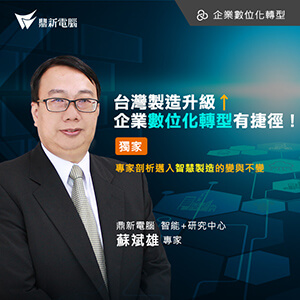 鼎新電腦
企業數位化轉型
台灣製造升級↑
企業數位化轉型有捷徑！
獨家
專家剖析邁入智慧製造的變與不變
鼎新電腦 智能+研究中心
蘇斌雄 專家